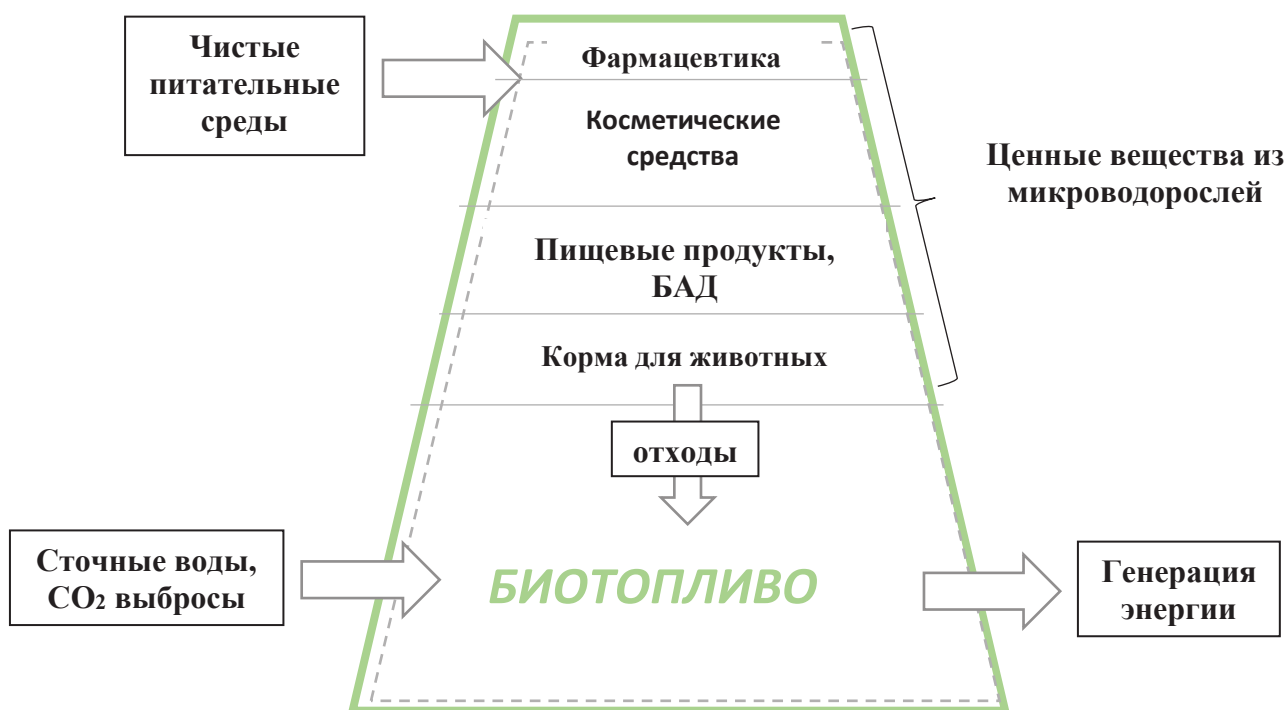 Чистые
питательные
среды
Фармацевтика
Косметические
средства
Ценные вещества из
микроводорослей
Пищевые продукты,
БАД
Корма для животных
отходы
Сточные воды,
CO₂ выбросы
БИОТОПЛИВО
Генерация
энергии